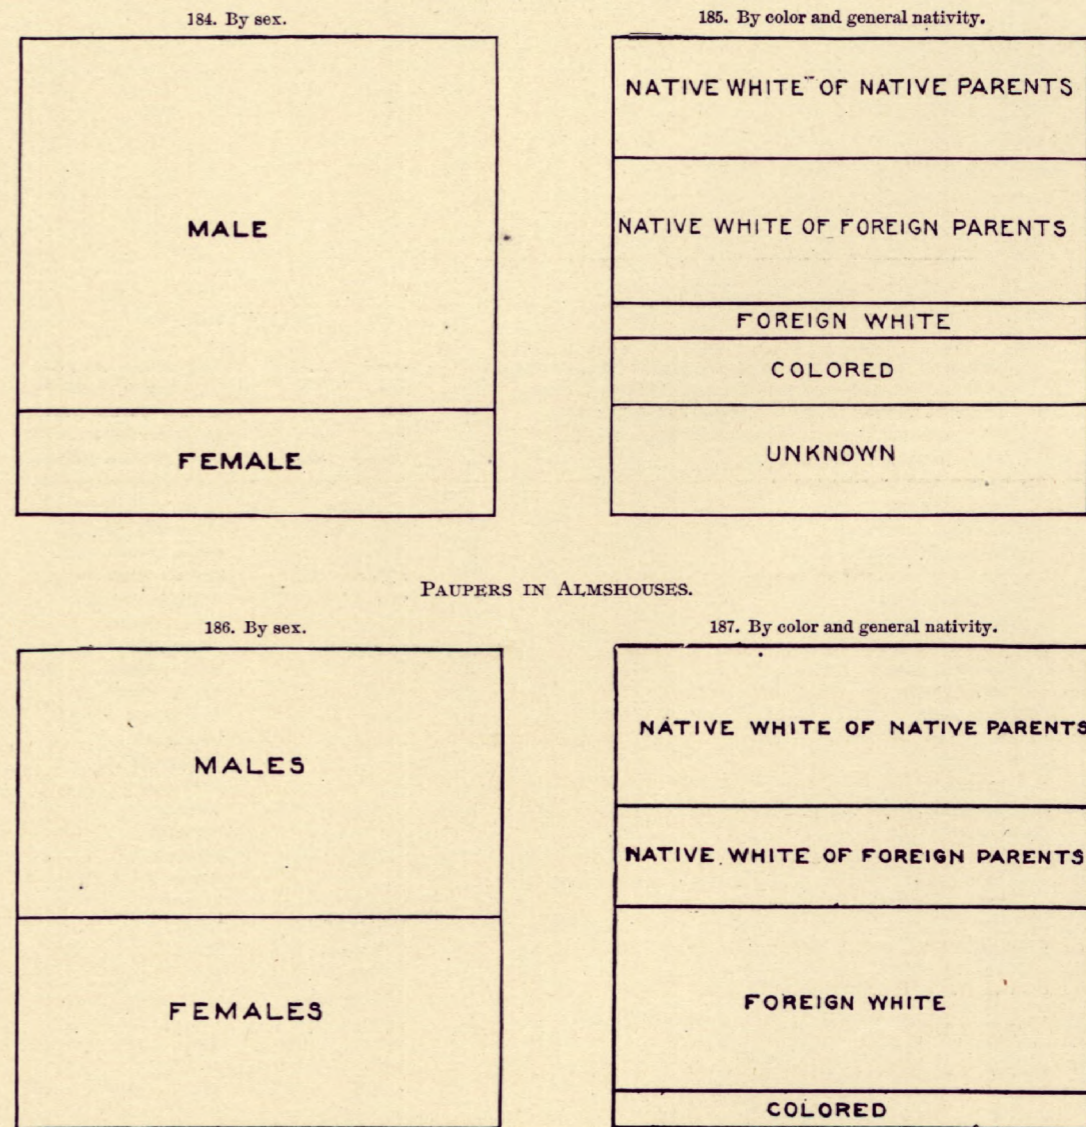 184. By sex.
MALE
FEMALE
185. By color and general nativity.
NATIVE WHITE OF NATIVE PARENTS
NATIVE WHITE OF FOREIGN PARENTS
FOREIGN WHITE
COLORED
UNKNOWN
PAUPERS IN ALMSHOUSES.
186. By sex.
MALES
FEMALES
187. By color and general nativity.
NATIVE WHITE OF NATIVE PARENTS
NATIVE WHITE OF FOREIGN PARENTS
FOREIGN WHITE
COLORED